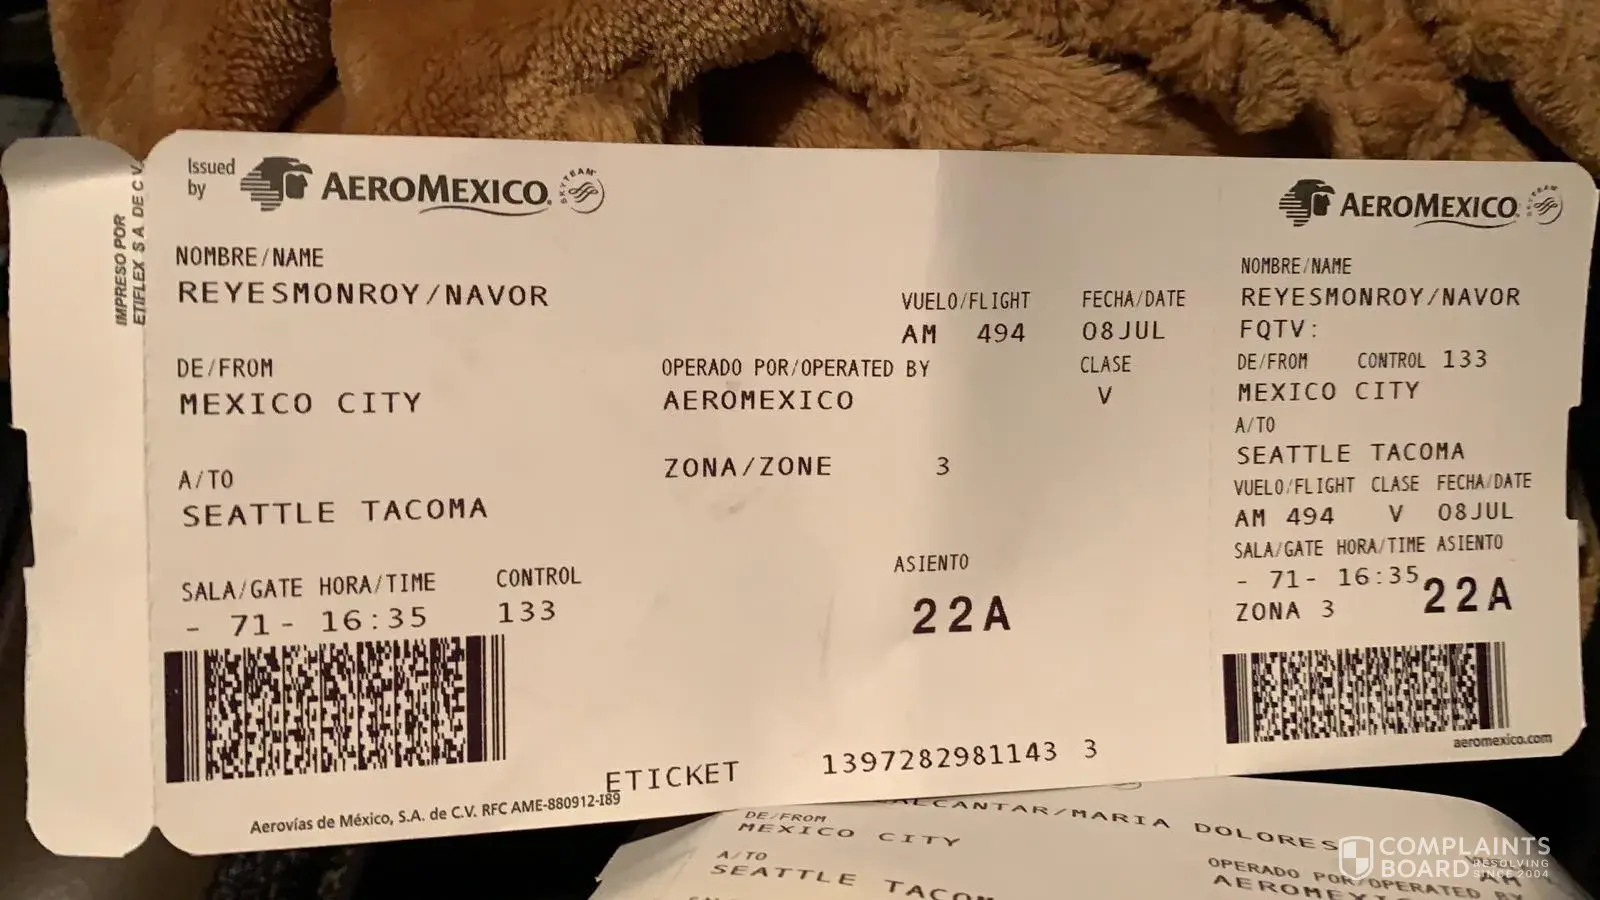 IMPRESO POR
ETIFLEX S A. DE C V.
Issued
by
AEROMEXICO.
SKYTEAM
NOMBRE/NAME
REYESMONROY/NAVOR
VUELO/FLIGHT FECHA/DATE
AM 494 08JUL
DE/FROM
MEXICO CITY
OPERADO POR/OPERATED BY
AEROMEXICO
CLASE
V
A/TO
SEATTLE TACOMA
ZONA/ZONE 3
SALA/GATE HORA/TIME CONTROL
- 71- 16:35 133
ASIENTO
22A
ETICKET 1397282981143 3
Aerovías de México, S.A. de C.V. RFC AME-880912-I89
AEROMEXICO.
SKYTEAM
NOMBRE/NAME
REYESMONROY/NAVOR
FQTV:
DE/FROM CONTROL 133
MEXICO CITY
A/TO
SEATTLE TACOMA
VUELO/FLIGHT CLASE FECHA/DATE
AM 494 V 08JUL
SALA/GATE HORA/TIME ASIENTO
- 71- 16:35 22A
ZONA 3
aeromexico.com
ALCANTAR/MARIA DOLORES
DE/FROM
MEXICO CITY
A/TO
SEATTLE
OPERADO POR/OPERATED BY
COMPLAINTS
BOARD RESOLVING
SINCE 2004